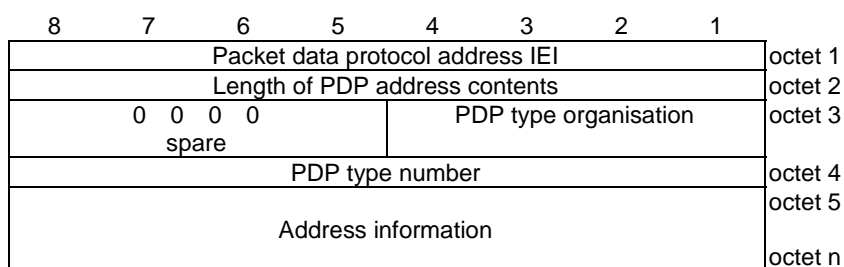 8 7 6 5 4 3 2 1
Packet data protocol address IEI octet 1
Length of PDP address contents octet 2
0 0 0 0 PDP type organisation octet 3
spare
PDP type number octet 4
octet 5
Address information
octet n